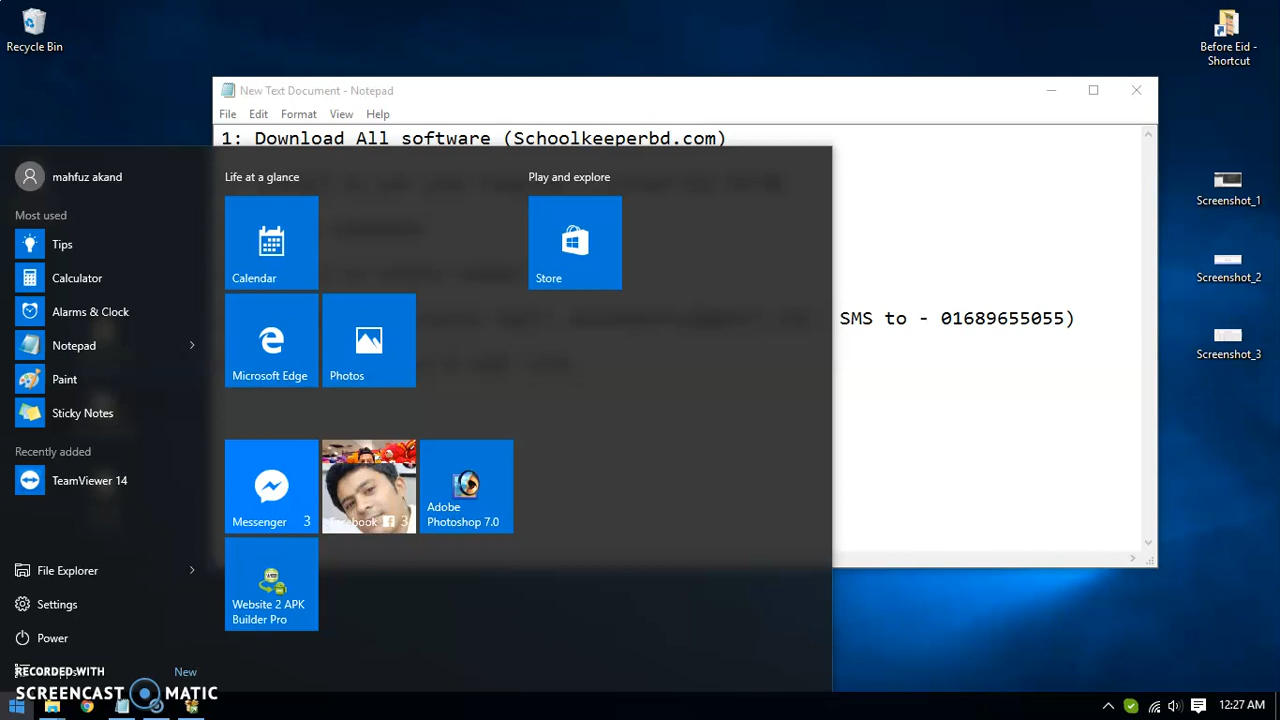 Recycle Bin
Before Eid -
Shortcut
New Text Document - Notepad
File Edit Format View Help
1: Download All software (Schoolkeeperbd.com)
SMS to - 01689655055)
mahfuz akand
Most used
Tips
Calculator
Alarms & Clock
Notepad
Paint
Sticky Notes
Recently added
TeamViewer 14
File Explorer
Settings
Power
New
Life at a glance
Calendar
Microsoft Edge
Photos
Messenger 3
Facebook 3
Adobe
Photoshop 7.0
Website 2 APK
Builder Pro
Play and explore
Store
Screenshot_1
Screenshot_2
Screenshot_3
RECORDED WITH
SCREENCAST MATIC
12:27 AM